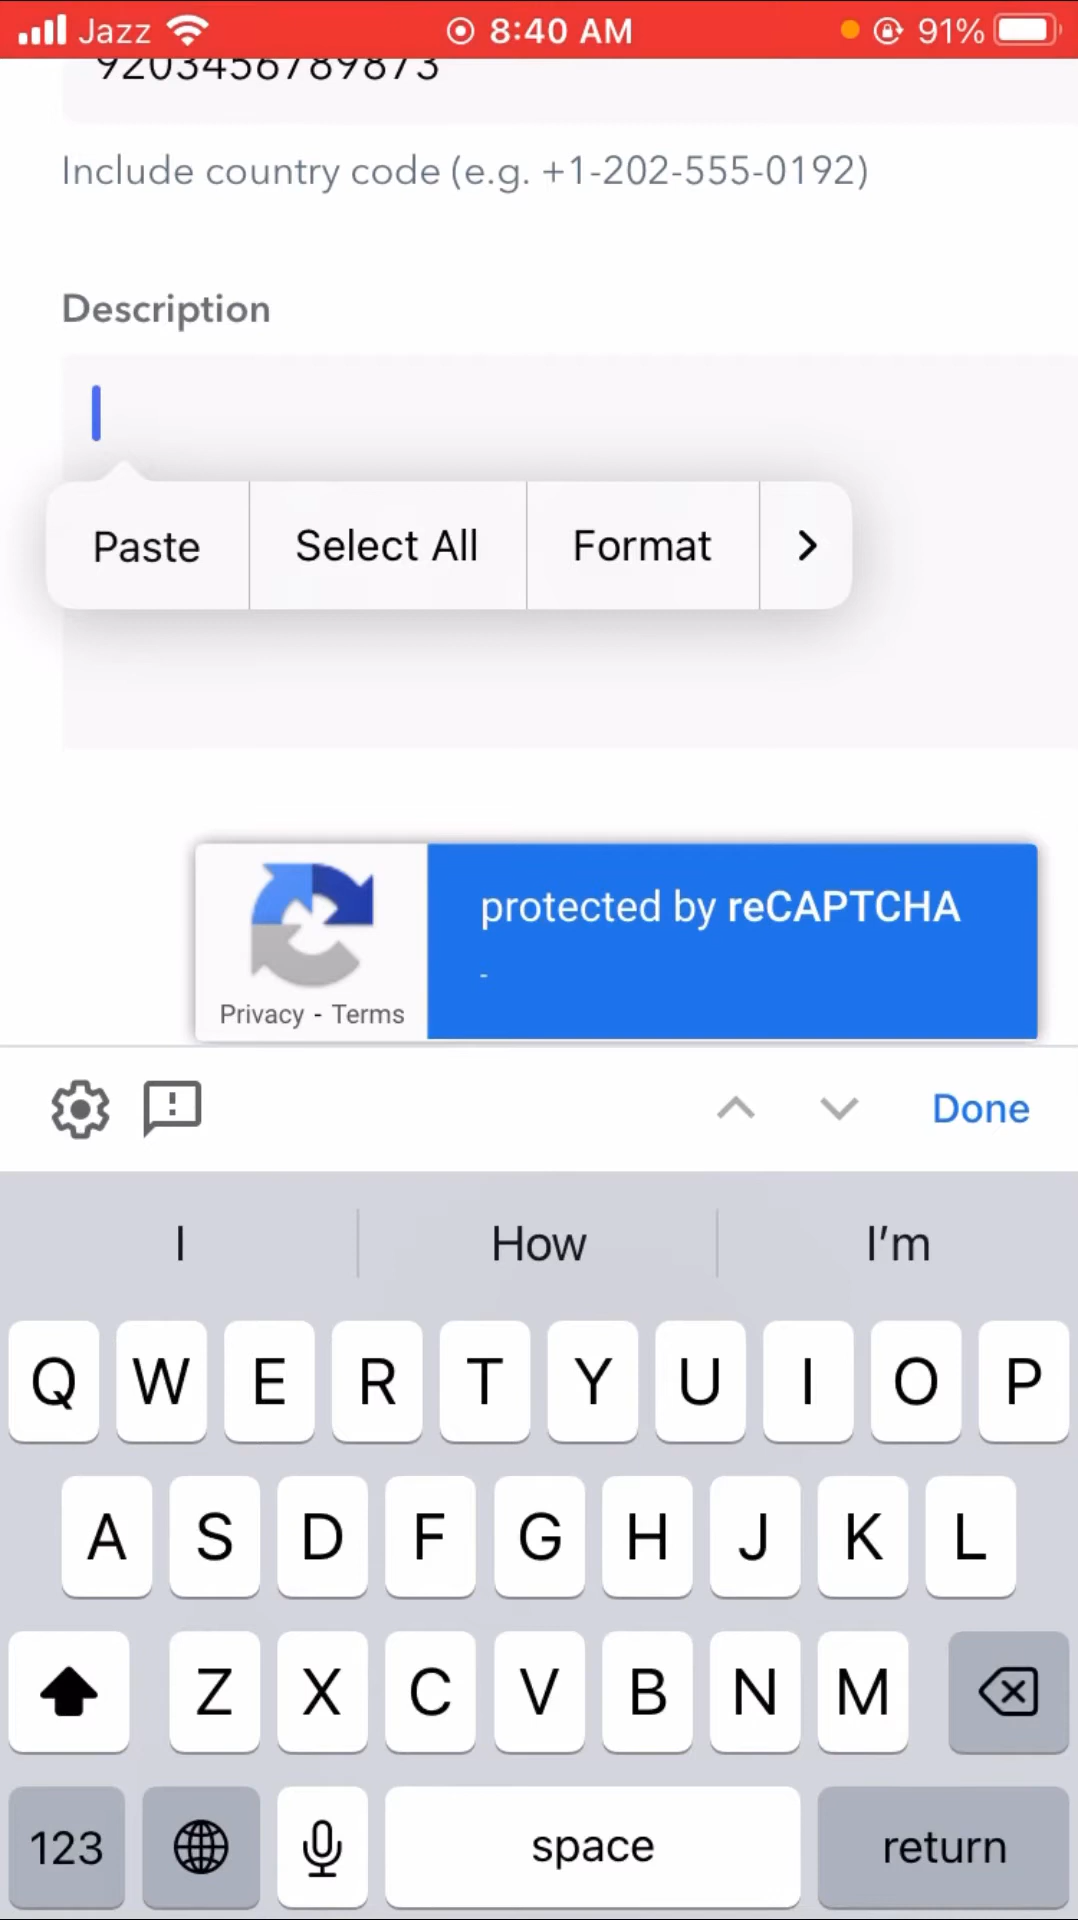 Jazz 8:40 AM 91%
9203456789873
Include country code (e.g. +1-202-555-0192)
Description
Paste Select All Format
protected by reCAPTCHA
-
Privacy - Terms
Done
I How I'm
Q W E R T Y U I O P
A S D F G H J K L
Z X C V B N M
123 space return